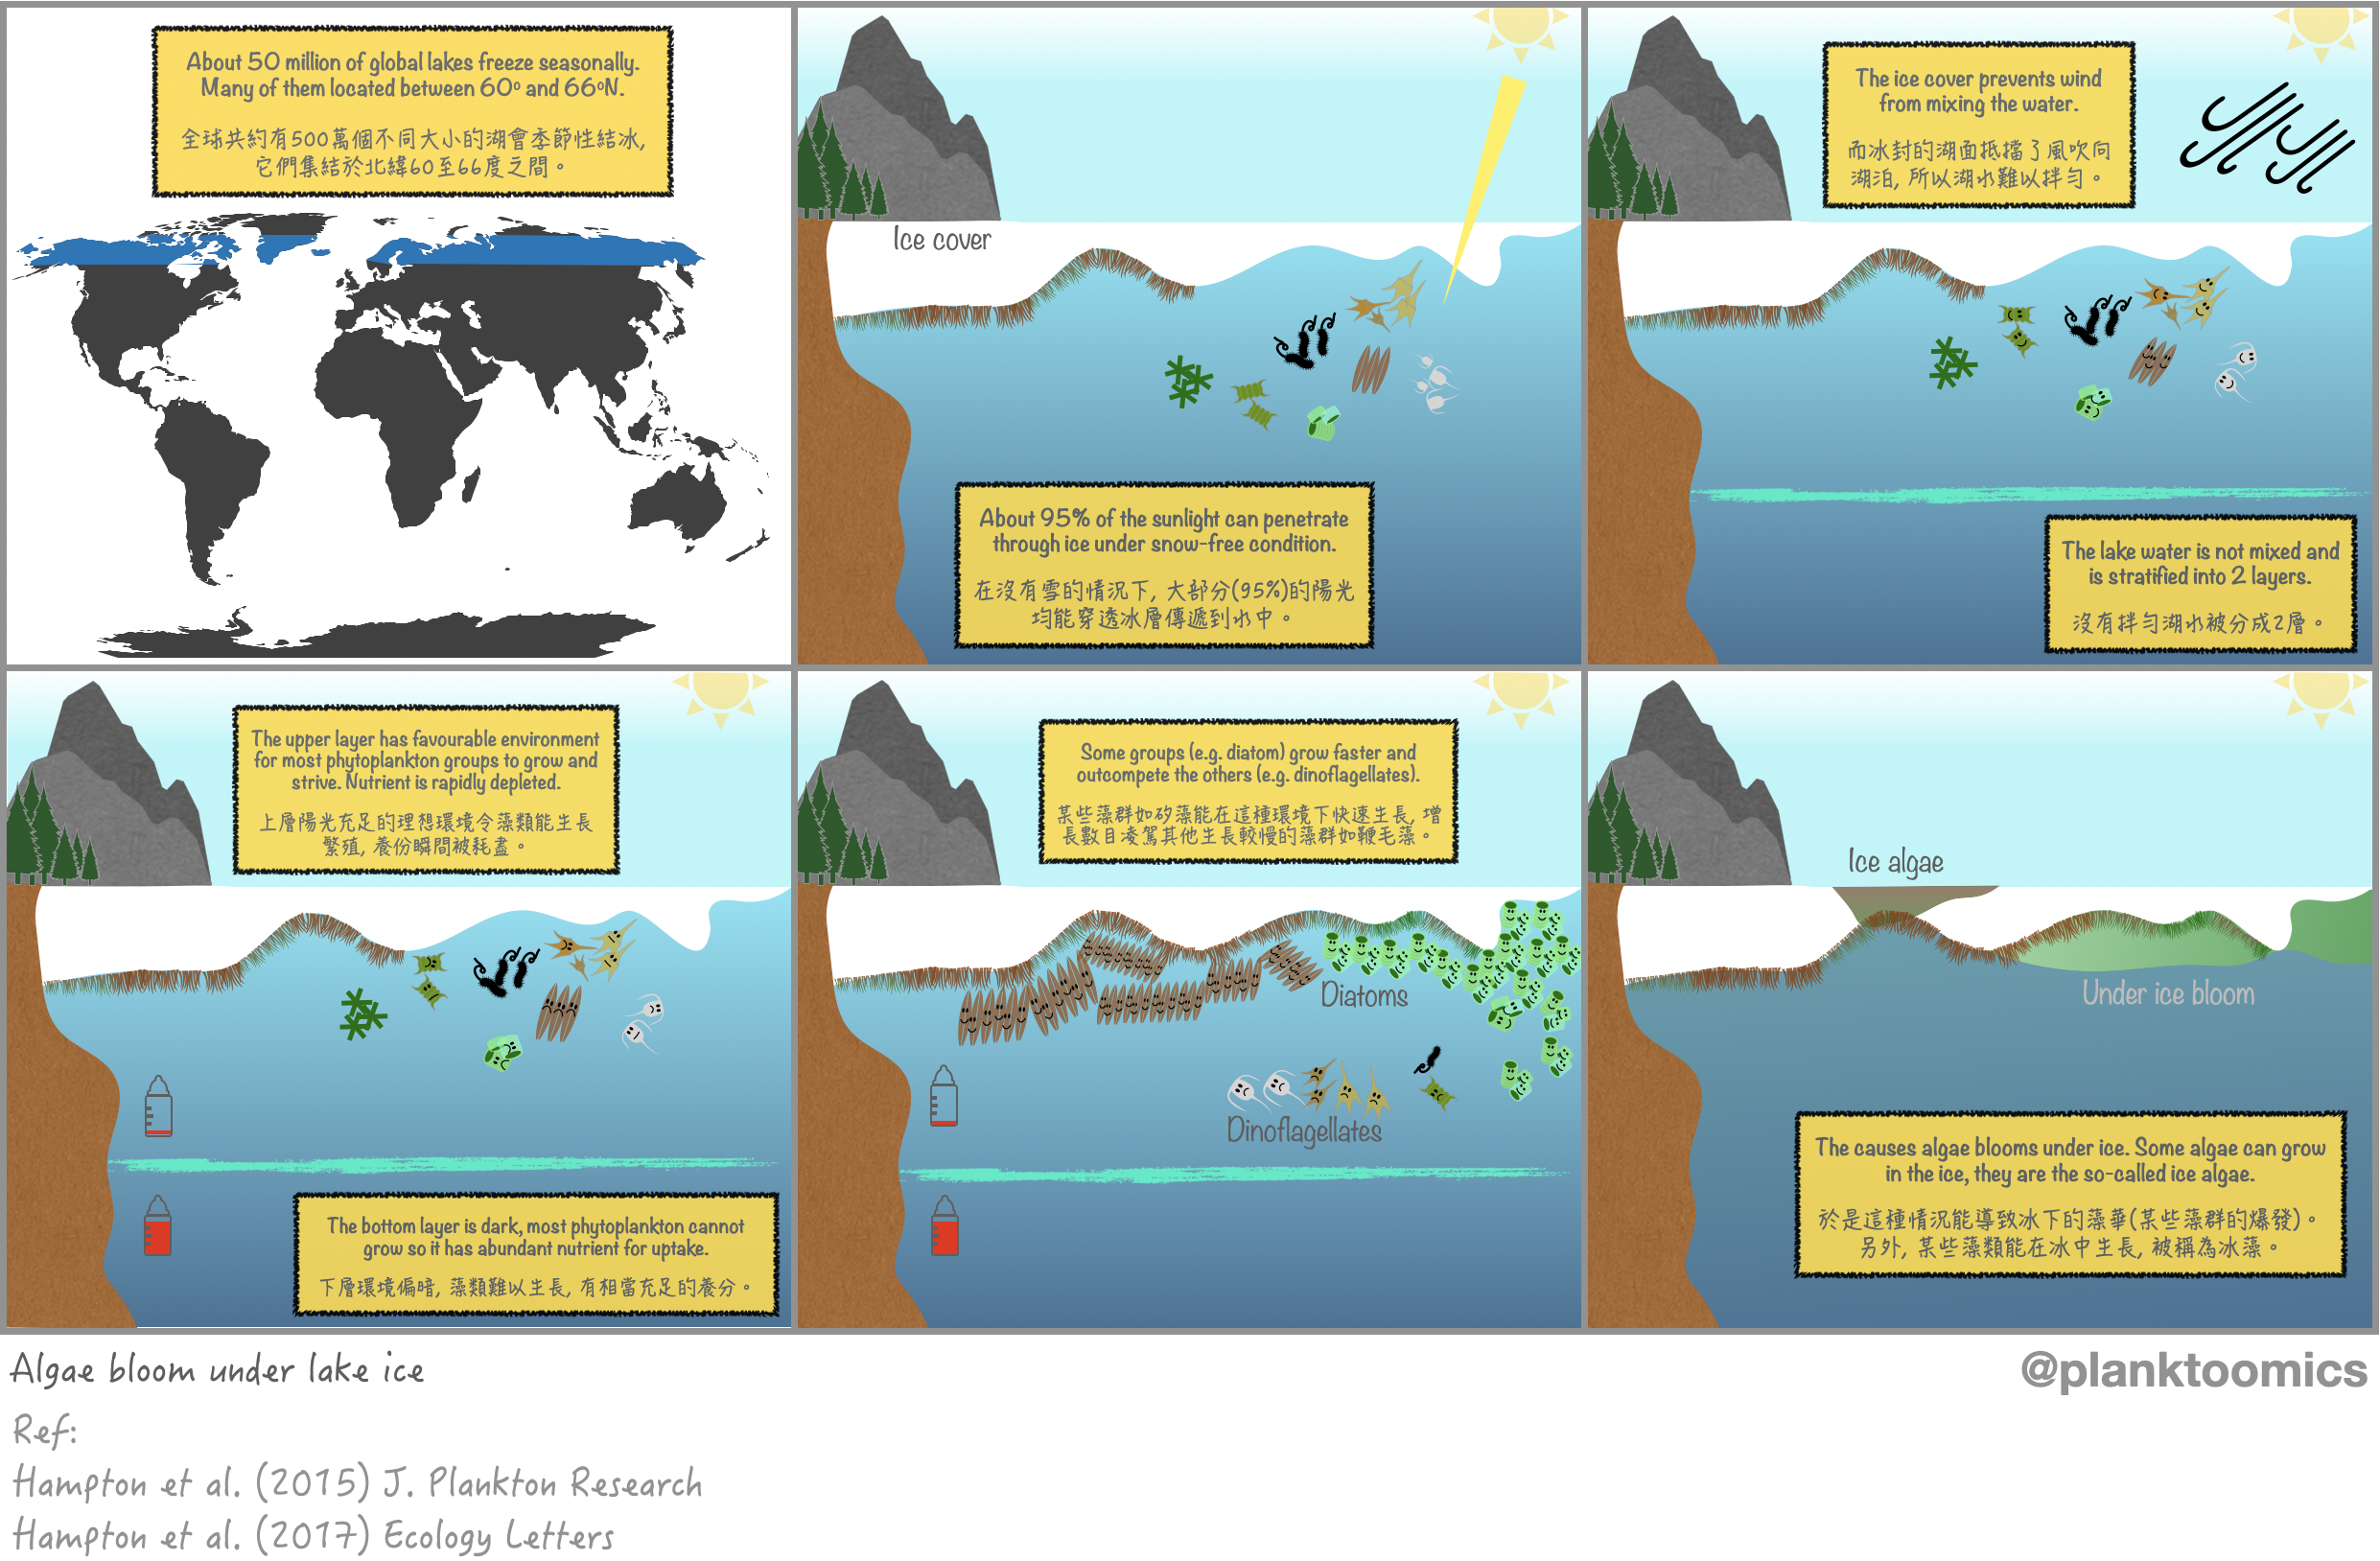 About 50 million of global lakes freeze seasonally.
Many of them located between 60º and 66ºN.
全球共約有500萬個不同大小的湖會季節性結冰,
它們集結於北緯60至66度之間。
Ice cover
About 95% of the sunlight can penetrate
through ice under snow-free condition.
在沒有雪的情況下, 大部分(95%)的陽光
均能穿透冰層傳遞到水中。
The ice cover prevents wind
from mixing the water.
而冰封的湖面抵擋了風吹向
湖泊, 所以湖水難以拌勻。
The lake water is not mixed and
is stratified into 2 layers.
沒有拌勻湖水被分成2層。
The upper layer has favourable environment
for most phytoplankton groups to grow and
strive. Nutrient is rapidly depleted.
上層陽光充足的理想環境令藻類能生長
繁殖, 養份瞬間被耗盡。
The bottom layer is dark, most phytoplankton cannot
grow so it has abundant nutrient for uptake.
下層環境偏暗, 藻類難以生長, 有相當充足的養分。
Some groups (e.g. diatom) grow faster and
outcompete the others (e.g. dinoflagellates).
某些藻群如矽藻能在這種環境下快速生長, 增
長數目凌駕其他生長較慢的藻群如鞭毛藻。
Diatoms
Dinoflagellates
Ice algae
Under ice bloom
The causes algae blooms under ice. Some algae can grow
in the ice, they are the so-called ice algae.
於是這種情況能導致冰下的藻華(某些藻群的爆發)。
另外, 某些藻類能在冰中生長, 被稱為冰藻。
Algae bloom under lake ice
@planktoomics
Ref:
Hampton et al. (2015) J. Plankton Research
Hampton et al. (2017) Ecology Letters